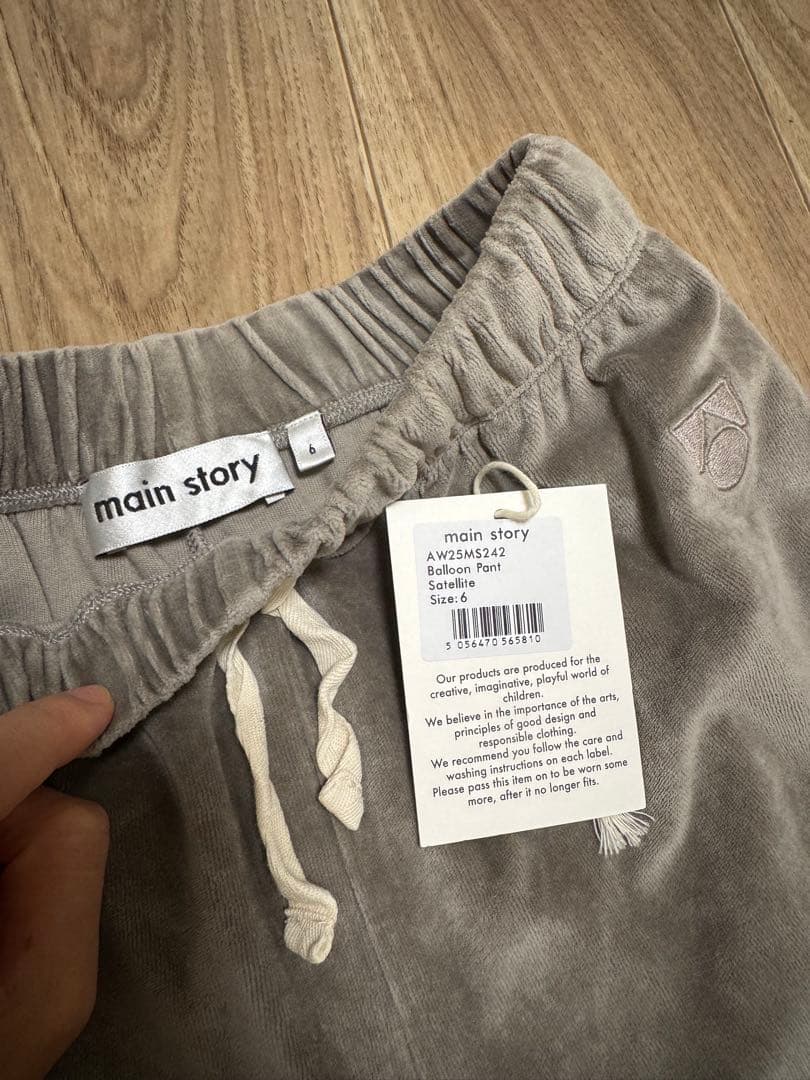 main story
6
main story
AW25MS242
Balloon Pant
Satellite
Size: 6
5 056470 565810
Our products are produced for the
creative, imaginative, playful world of
children.
We believe in the importance of the arts,
principles of good design and
responsible clothing.
We recommend you follow the care and
washing instructions on each label.
Please pass this item on to be worn some
more, after it no longer fits.